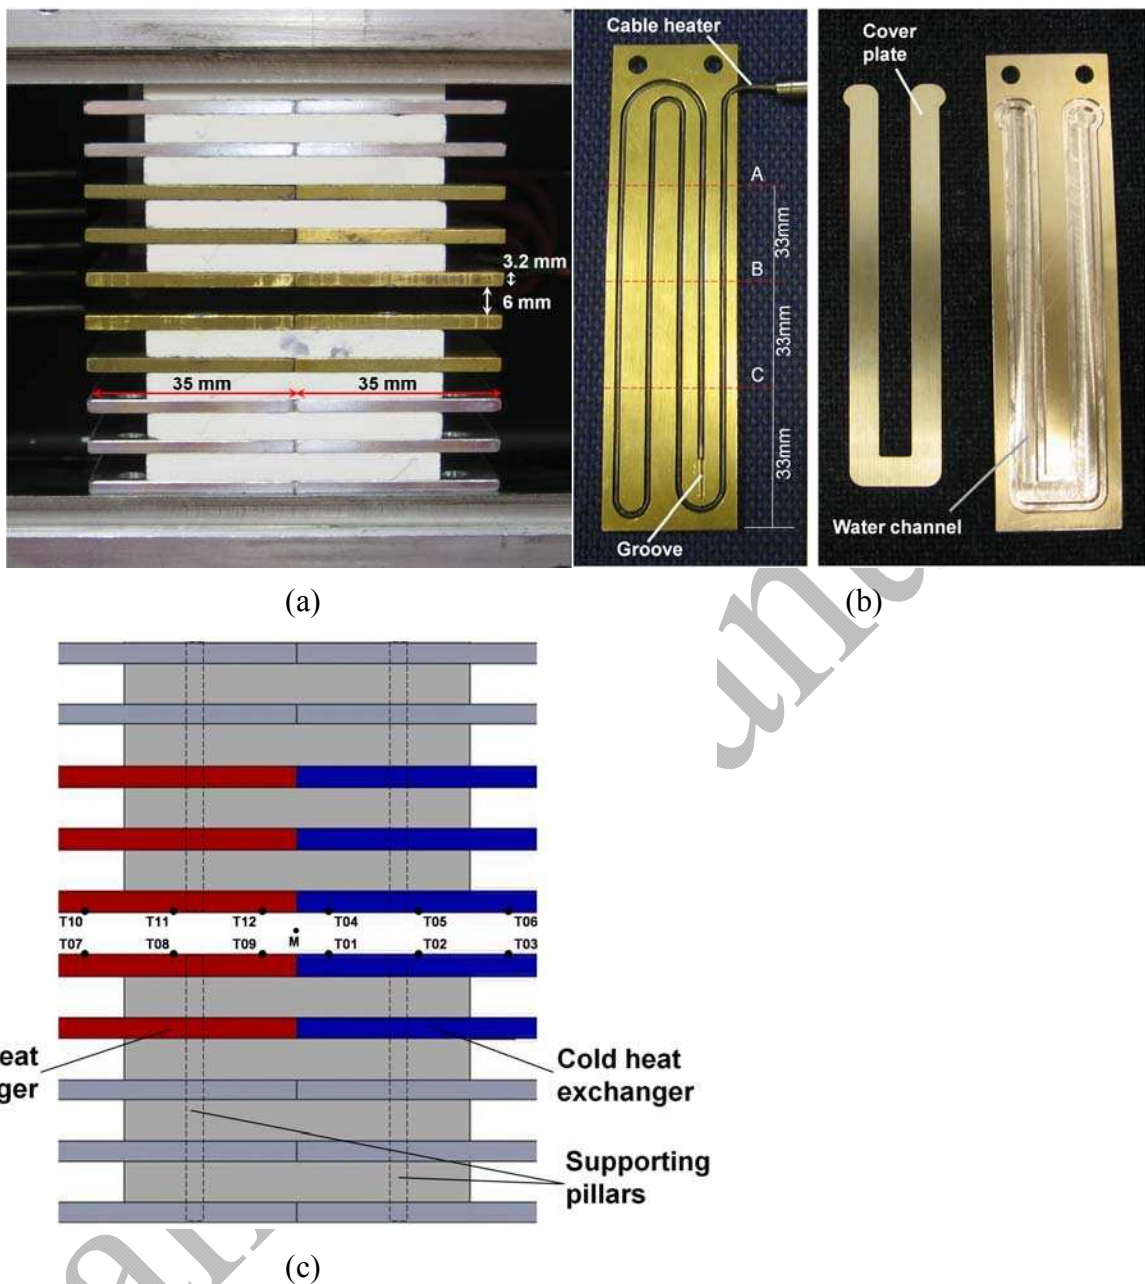 3.2 mm
6 mm
35 mm
35 mm
Cable heater
A
33mm
B
33mm
C
33mm
Groove
Cover
plate
Water channel
(a)
(b)
T10
T11
T12
T04
T05
T06
M
T07
T08
T09
T01
T02
T03
eat
ger
Cold heat
exchanger
Supporting
pillars
(c)